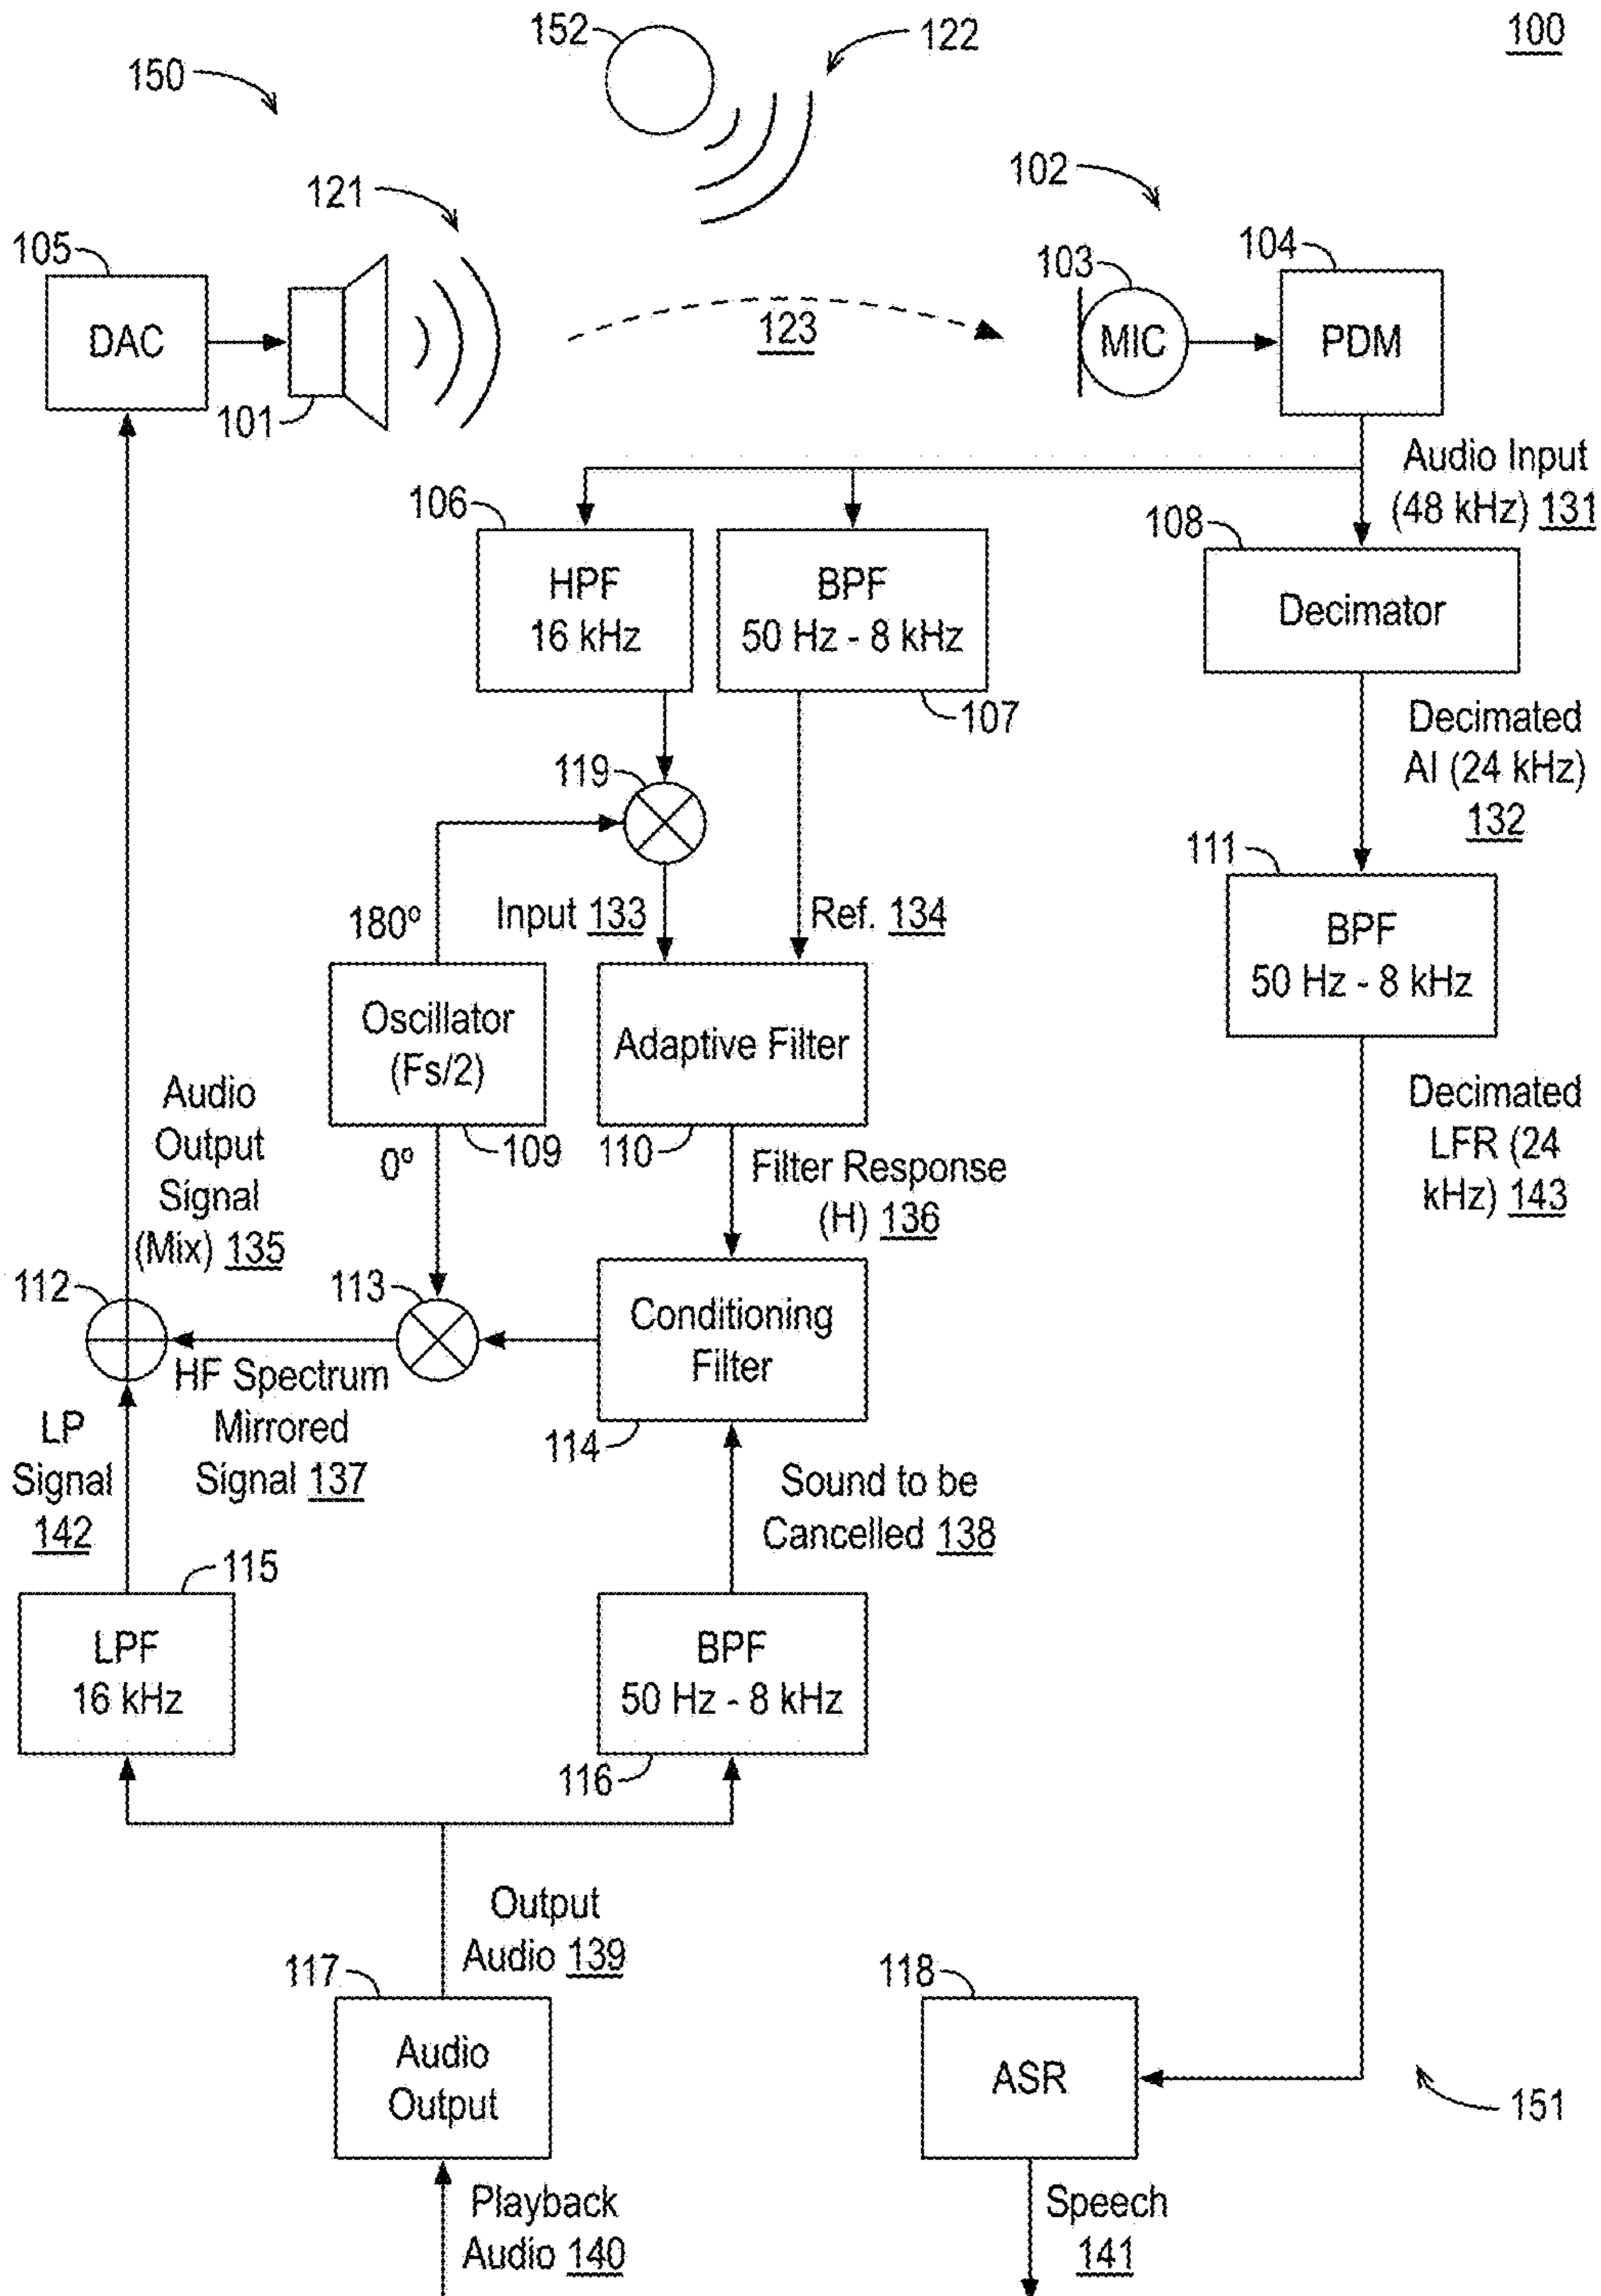 100
152
122
150
102
121
105
104
103
DAC
123
MIC
PDM
101
Audio Input
(48 kHz) 131
106
108
HPF
16 kHz
BPF
50 Hz - 8 kHz
Decimator
107
Decimated
AI (24 kHz)
132
119
111
180º
Input 133
Ref. 134
BPF
50 Hz - 8 kHz
Oscillator
(Fs/2)
Adaptive Filter
Audio
Output
Signal
(Mix) 135
0º
109
110
Filter Response
(H) 136
Decimated
LFR (24
kHz) 143
112
113
Conditioning
Filter
HF Spectrum
Mirrored
Signal 137
LP
Signal
142
114
Sound to be
Cancelled 138
115
LPF
16 kHz
BPF
50 Hz - 8 kHz
116
Output
Audio 139
117
118
Audio
Output
ASR
151
Playback
Audio 140
Speech
141